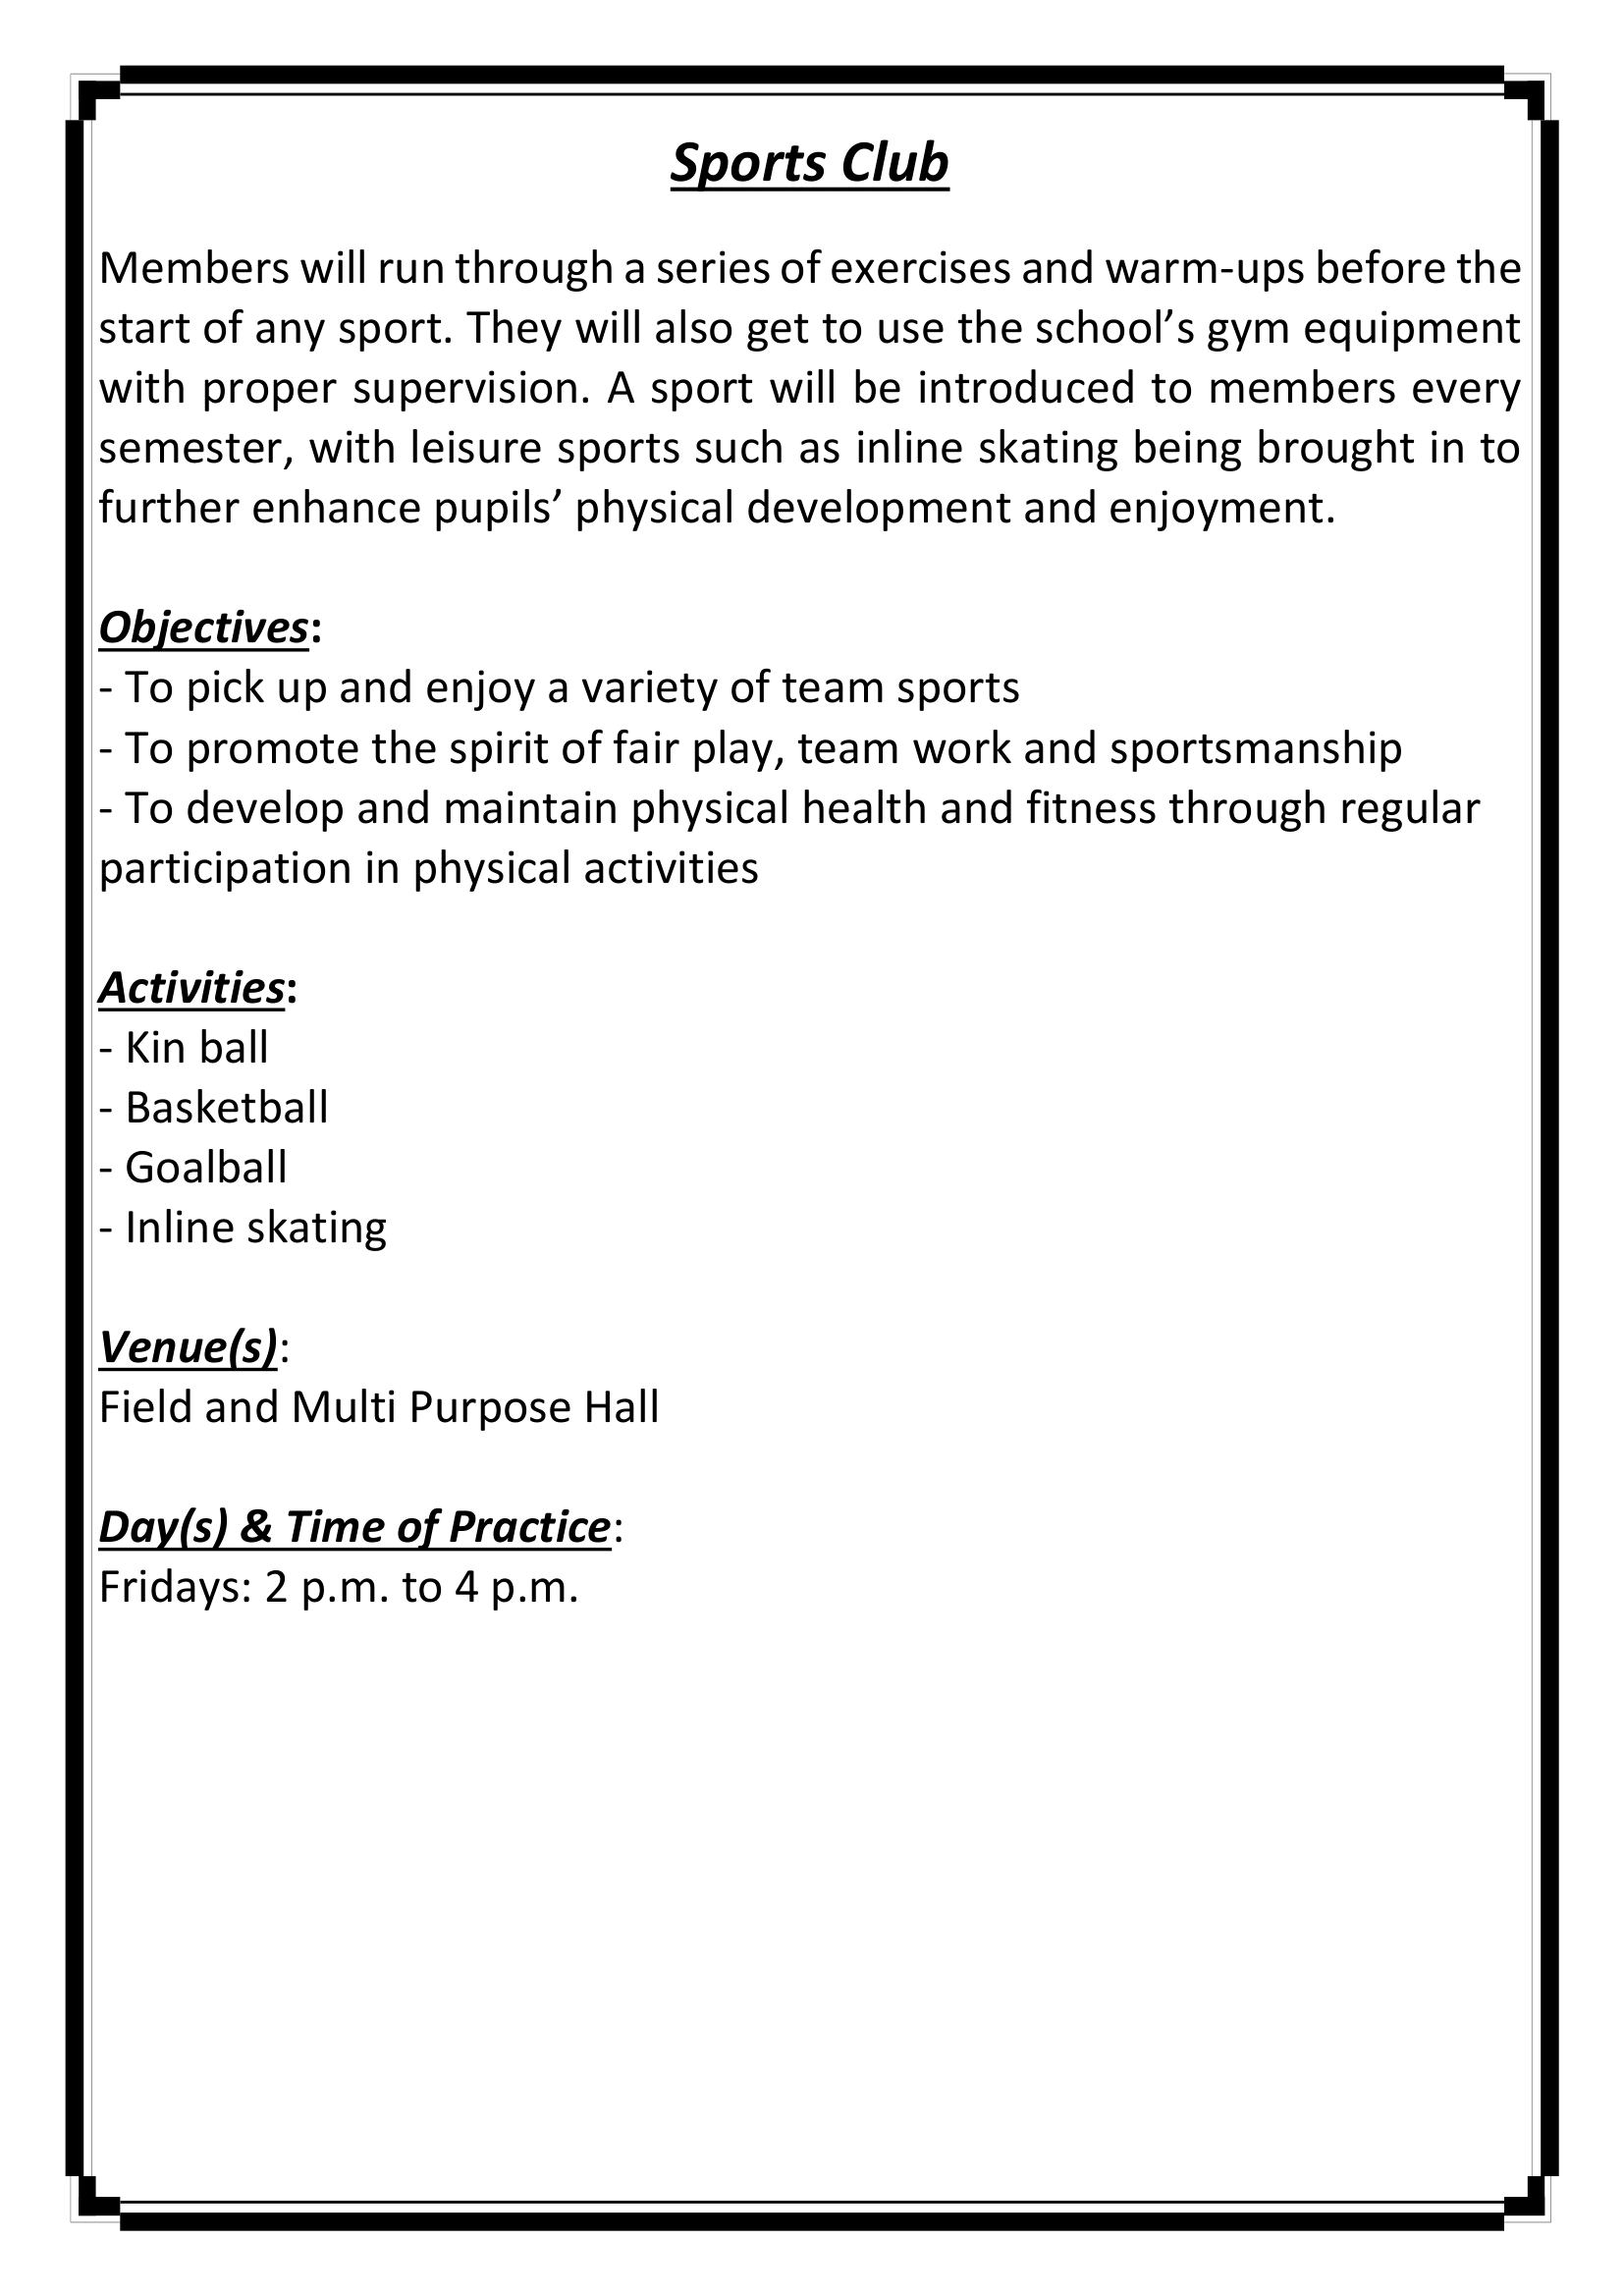 Sports Club
Members will run through a series of exercises and warm-ups before the
start of any sport. They will also get to use the school’s gym equipment
with proper supervision. A sport will be introduced to members every
semester, with leisure sports such as inline skating being brought in to
further enhance pupils’ physical development and enjoyment.
Objectives:
- To pick up and enjoy a variety of team sports
- To promote the spirit of fair play, team work and sportsmanship
- To develop and maintain physical health and fitness through regular
participation in physical activities
Activities:
- Kin ball
- Basketball
- Goalball
- Inline skating
Venue(s):
Field and Multi Purpose Hall
Day(s) & Time of Practice:
Fridays: 2 p.m. to 4 p.m.